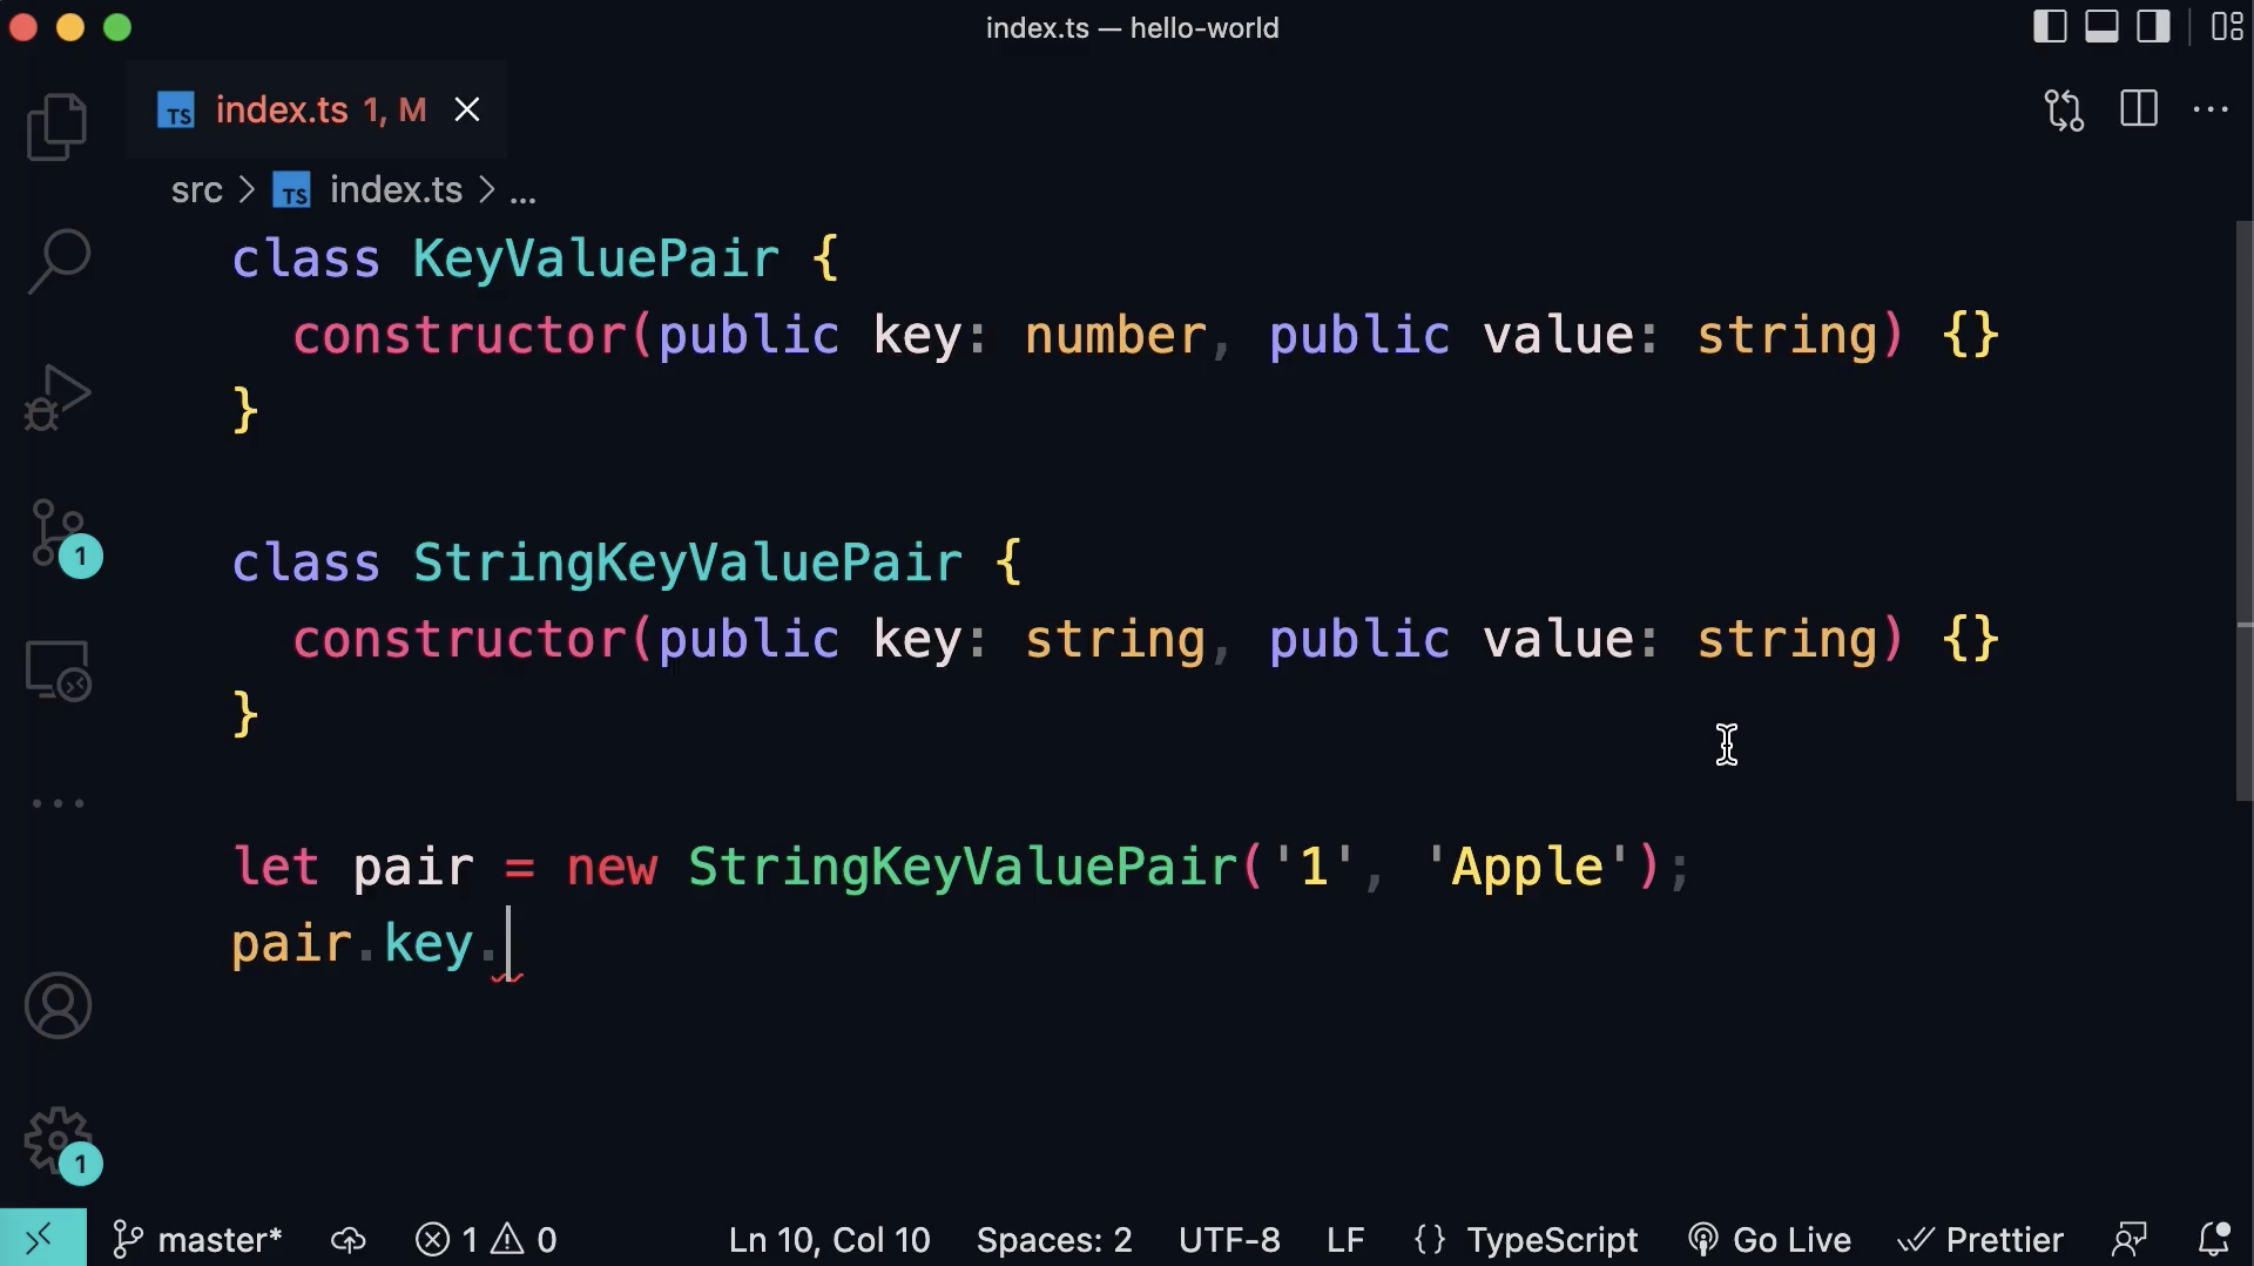 index.ts — hello-world
TS index.ts 1, M
src > TS index.ts > ...
class KeyValuePair {
constructor(public key: number, public value: string) {}
}
class StringKeyValuePair {
constructor(public key: string, public value: string) {}
}
let pair = new StringKeyValuePair('1', 'Apple');
pair.key.
1
1
master* 1 0 Ln 10, Col 10 Spaces: 2 UTF-8 LF {} TypeScript Go Live Prettier